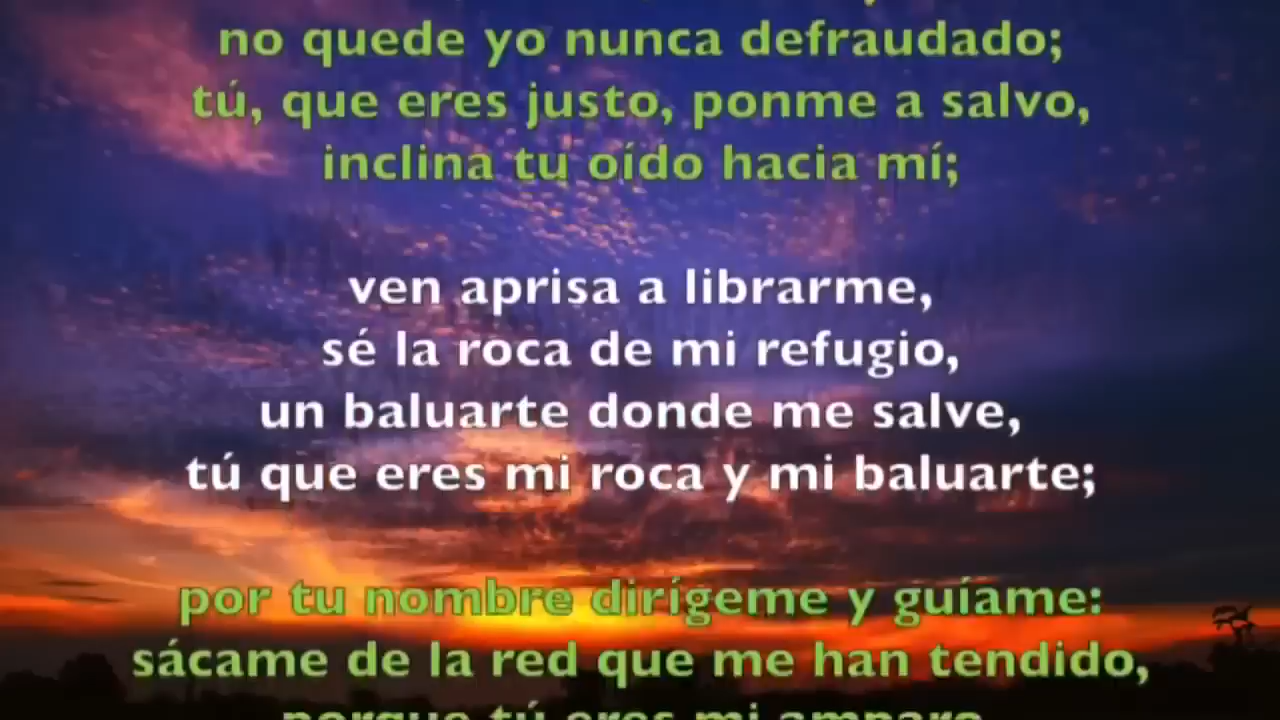 no quede yo nunca defraudado;
tú, que eres justo, ponme a salvo,
inclina tu oído hacia mí;
ven aprisa a librarme,
sé la roca de mi refugio,
un baluarte donde me salve,
tú que eres mi roca y mi baluarte;
por tu nombre dirígeme y guíame:
sácame de la red que me han tendido,
porque tú eres mi amparo